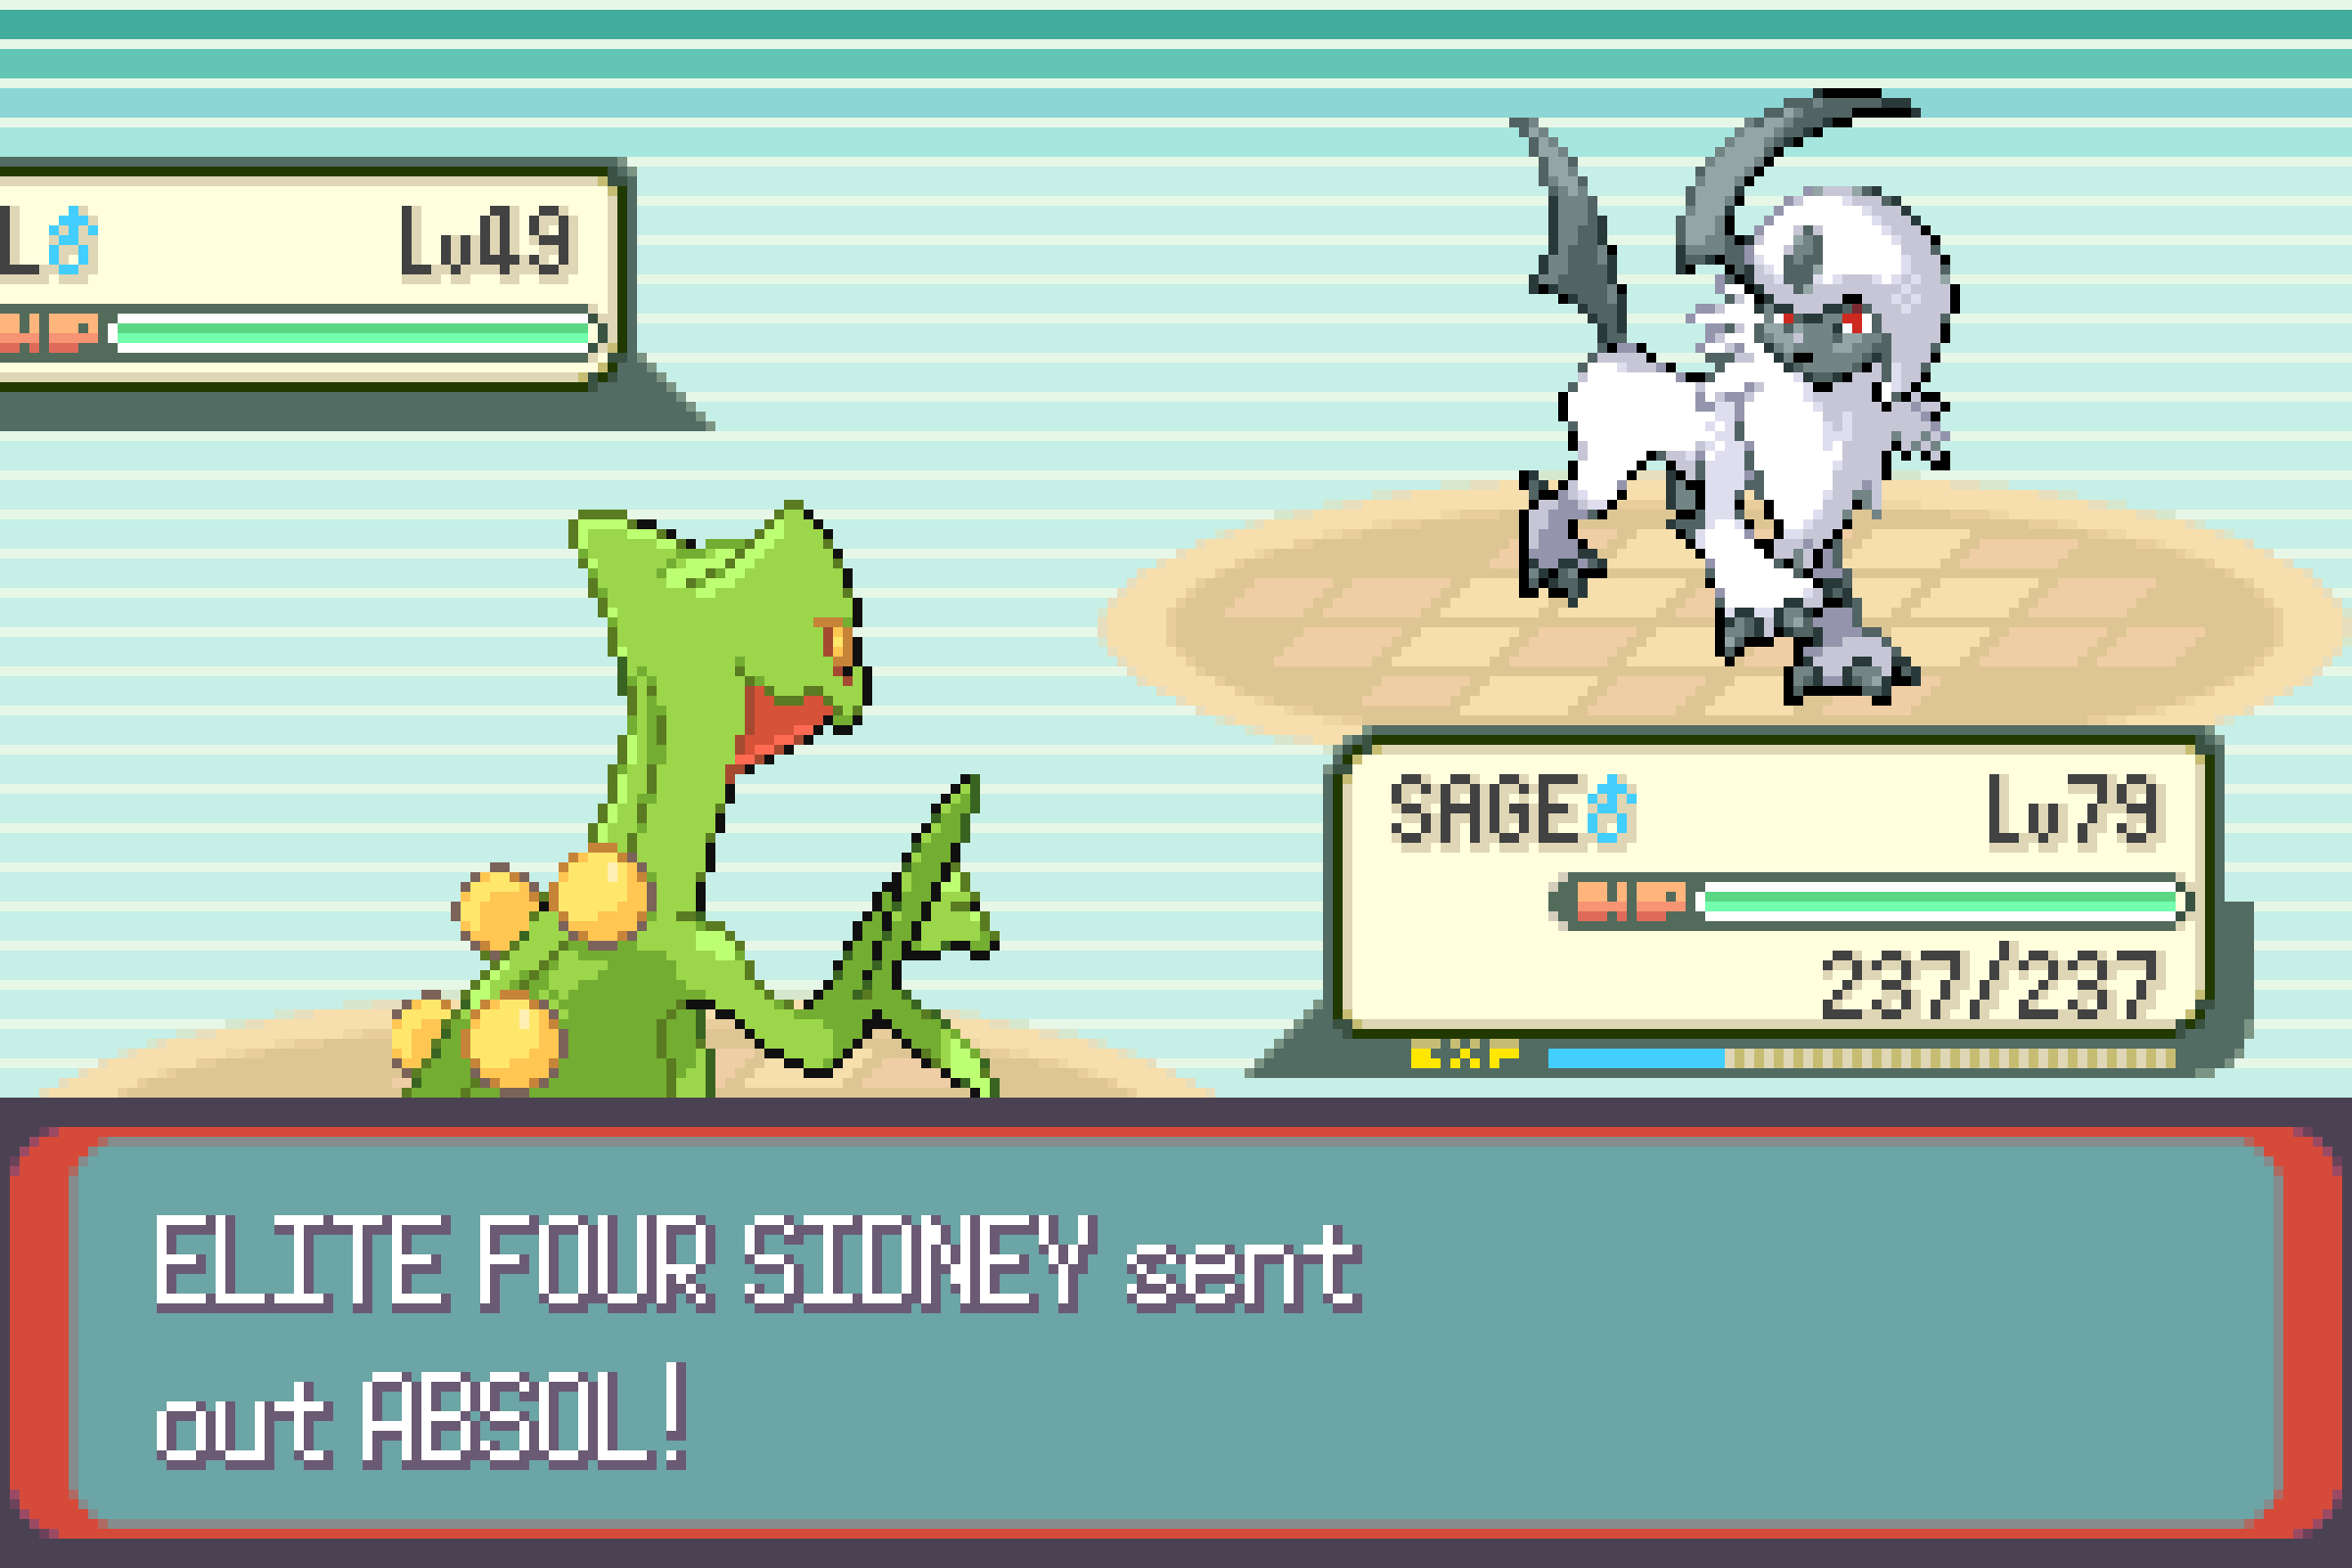 L♂ Lv49
HP
SAGE♂ Lv79
HP
237/237
EXP
ELITE FOUR SIDNEY sent
out ABSOL!